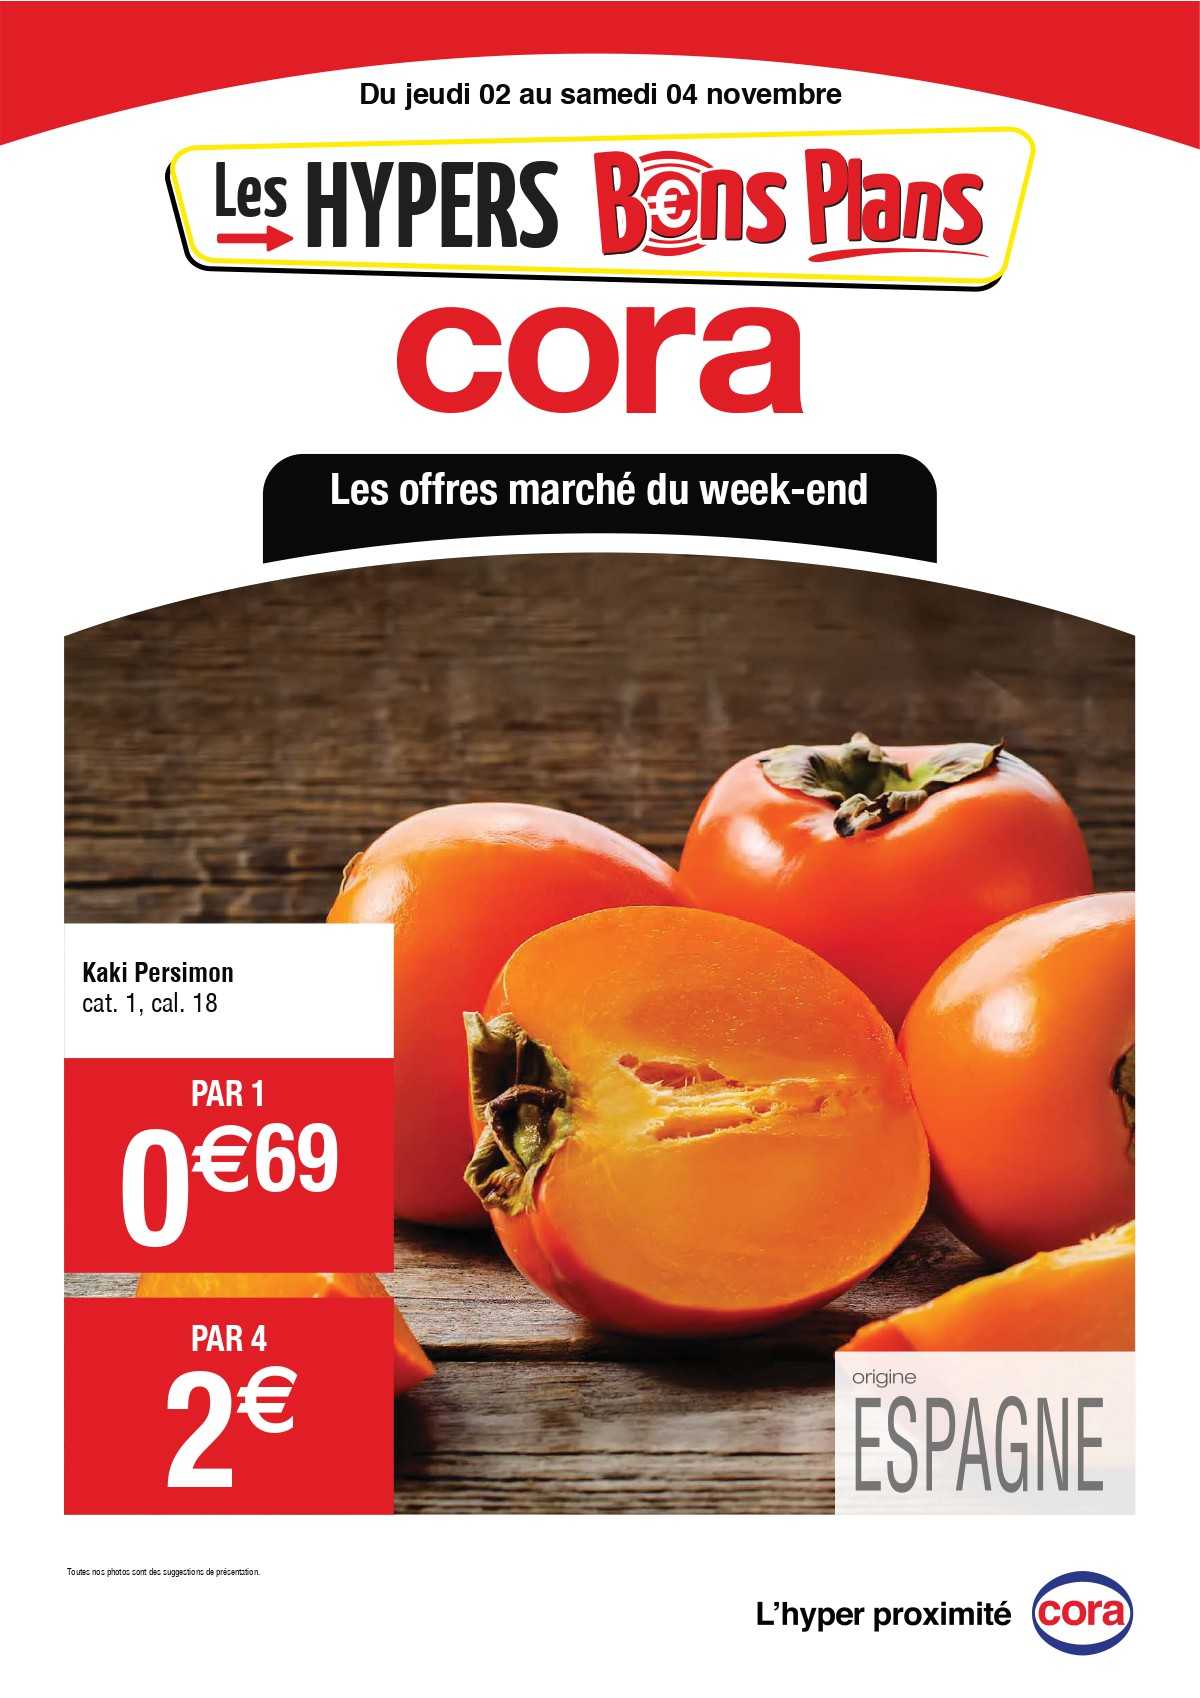 Du jeudi 02 au samedi 04 novembre
Les HYPERS Bons Plans
cora
Les offres marché du week-end
Kaki Persimon
cat. 1, cal. 18
PAR 1
0€69
PAR 4
2€
origine
ESPAGNE
Toutes nos photos sont des suggestions de présentation.
L'hyper proximité cora